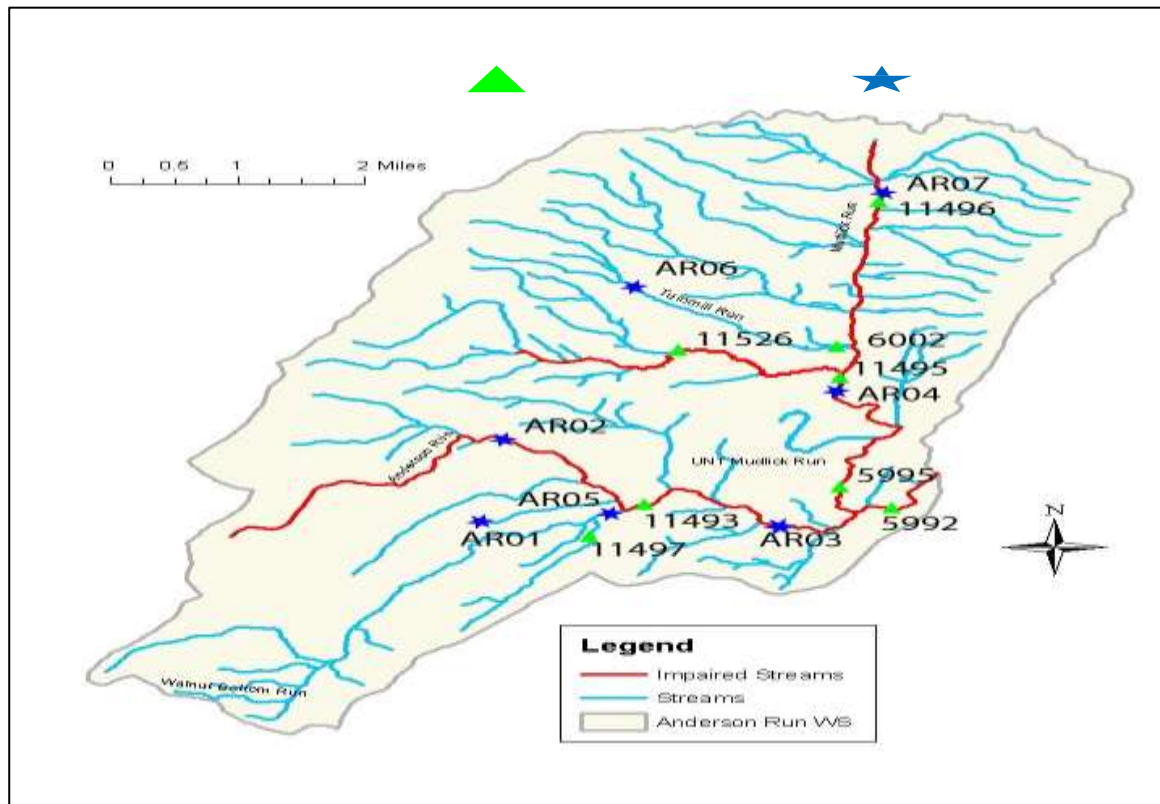 0 0.5 1 2 Miles
AR07
11496
Mudlick Run
AR06
Turnmill Run
11526
6002
11495
AR04
AR02
Anderson Run
UNT Mudlick Run
5995
AR05
11493
5992
AR01
AR03
11497
N
Legend
Impaired Streams
Streams
Anderson Run WS
Walnut Bottom Run